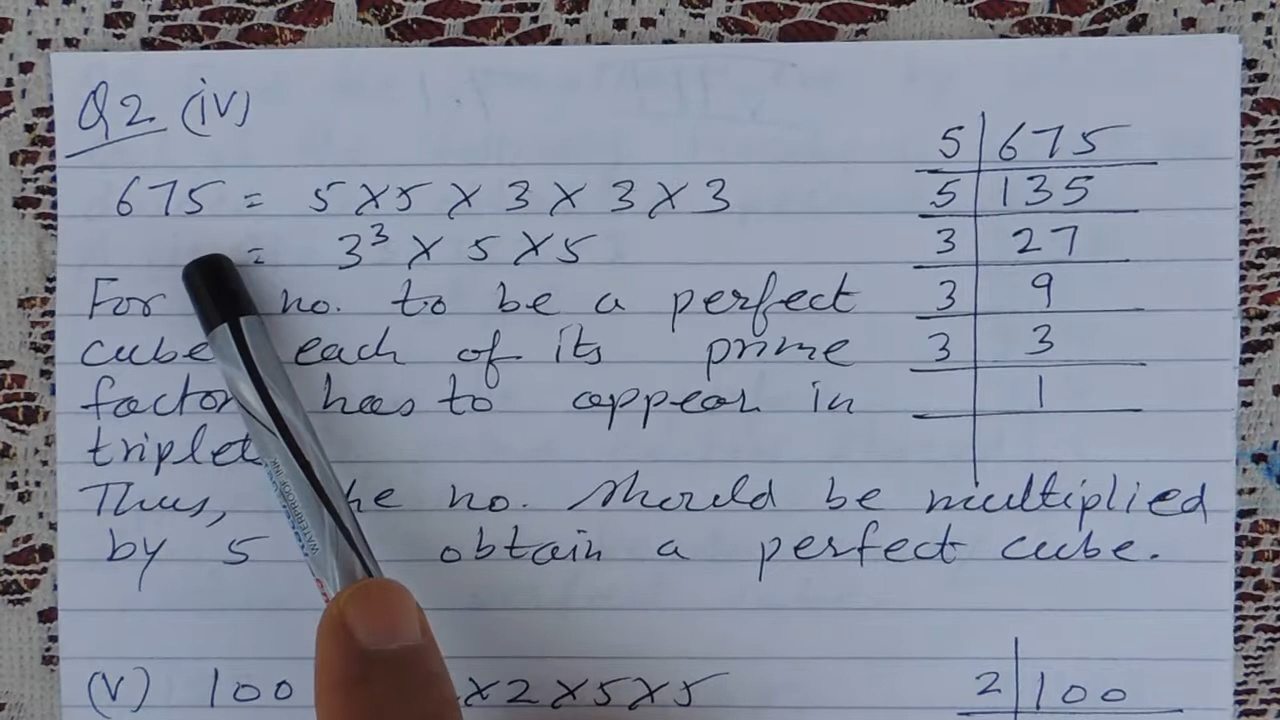 Q2 (iv)
675 = 5 × 5 × 3 × 3 × 3
= 3³ × 5 × 5
For no. to be a perfect
cube each of its prime
factor has to appear in
triplet
Thus, he no. should be multiplied
by 5 obtain a perfect cube.
5 | 675
5 | 135
3 | 27
3 | 9
3 | 3
1
(V) 100 × 2 × 5 × 5
2 | 100
WATERPROOF INK